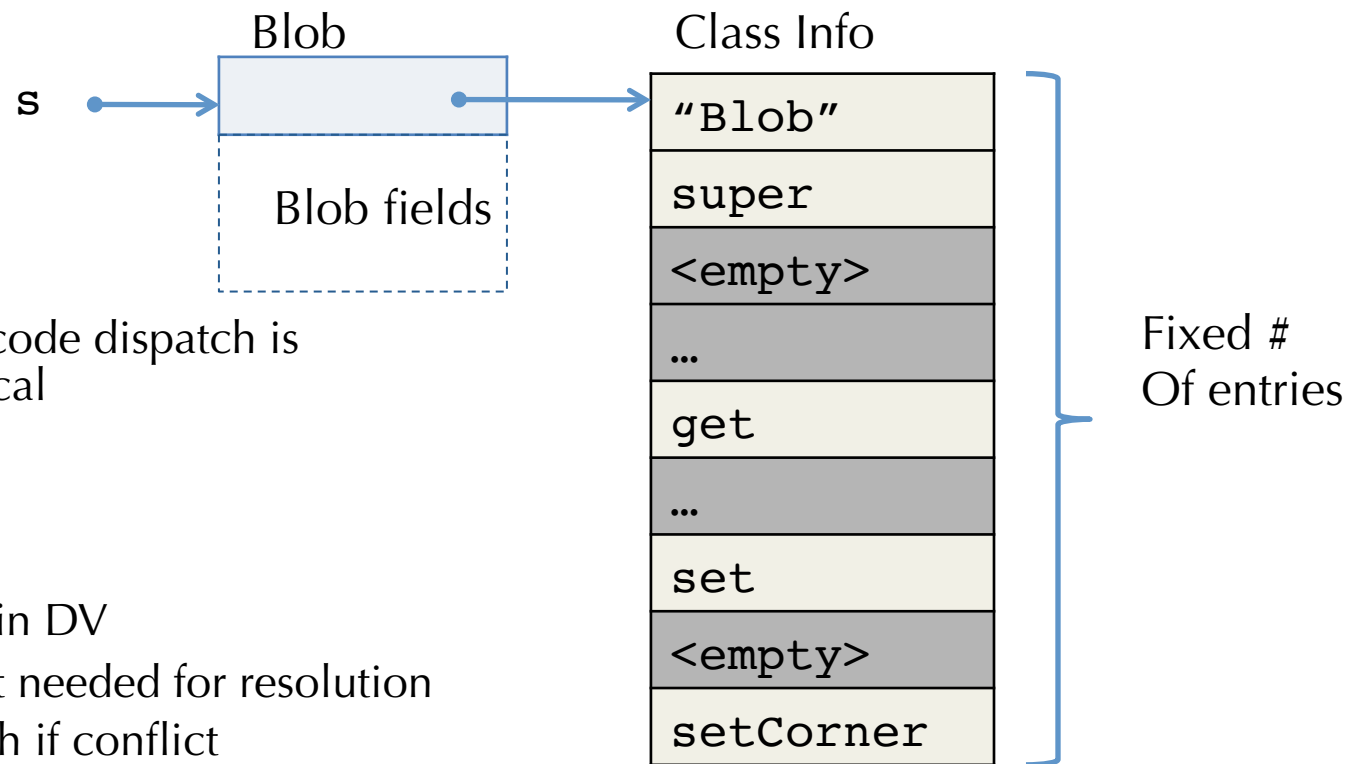 Blob
Class Info
s
“Blob”
super
Blob fields
<empty>
code dispatch is
cal
…
Fixed #
Of entries
get
…
set
in DV
<empty>
t needed for resolution
h if conflict
setCorner